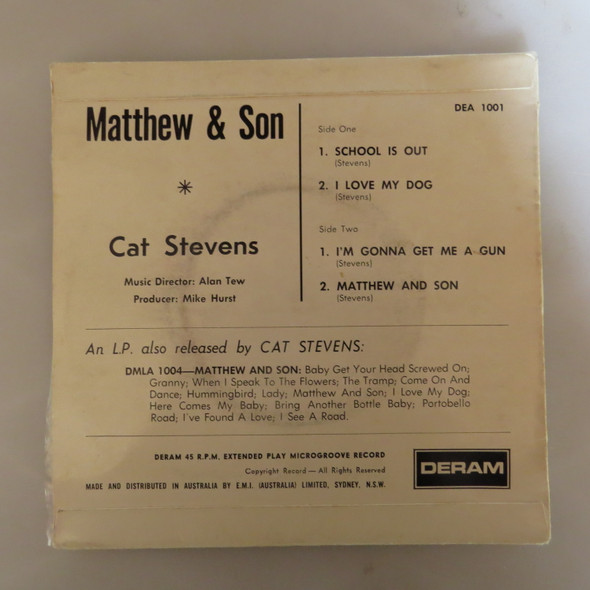 Matthew & Son
*
Cat Stevens
Music Director: Alan Tew
Producer: Mike Hurst
DEA 1001
Side One
1. SCHOOL IS OUT
(Stevens)
2. I LOVE MY DOG
(Stevens)
Side Two
1. I'M GONNA GET ME A GUN
(Stevens)
2. MATTHEW AND SON
(Stevens)
An L.P. also released by CAT STEVENS:
DMLA 1004—MATTHEW AND SON: Baby Get Your Head Screwed On;
Granny; When I Speak To The Flowers; The Tramp; Come On And
Dance; Hummingbird; Lady; Matthew And Son; I Love My Dog;
Here Comes My Baby; Bring Another Bottle Baby; Portobello
Road; I've Found A Love; I See A Road.
DERAM 45 R.P.M. EXTENDED PLAY MICROGROOVE RECORD
Copyright Record — All Rights Reserved
MADE AND DISTRIBUTED IN AUSTRALIA BY E.M.I. (AUSTRALIA) LIMITED, SYDNEY, N.S.W.
DERAM